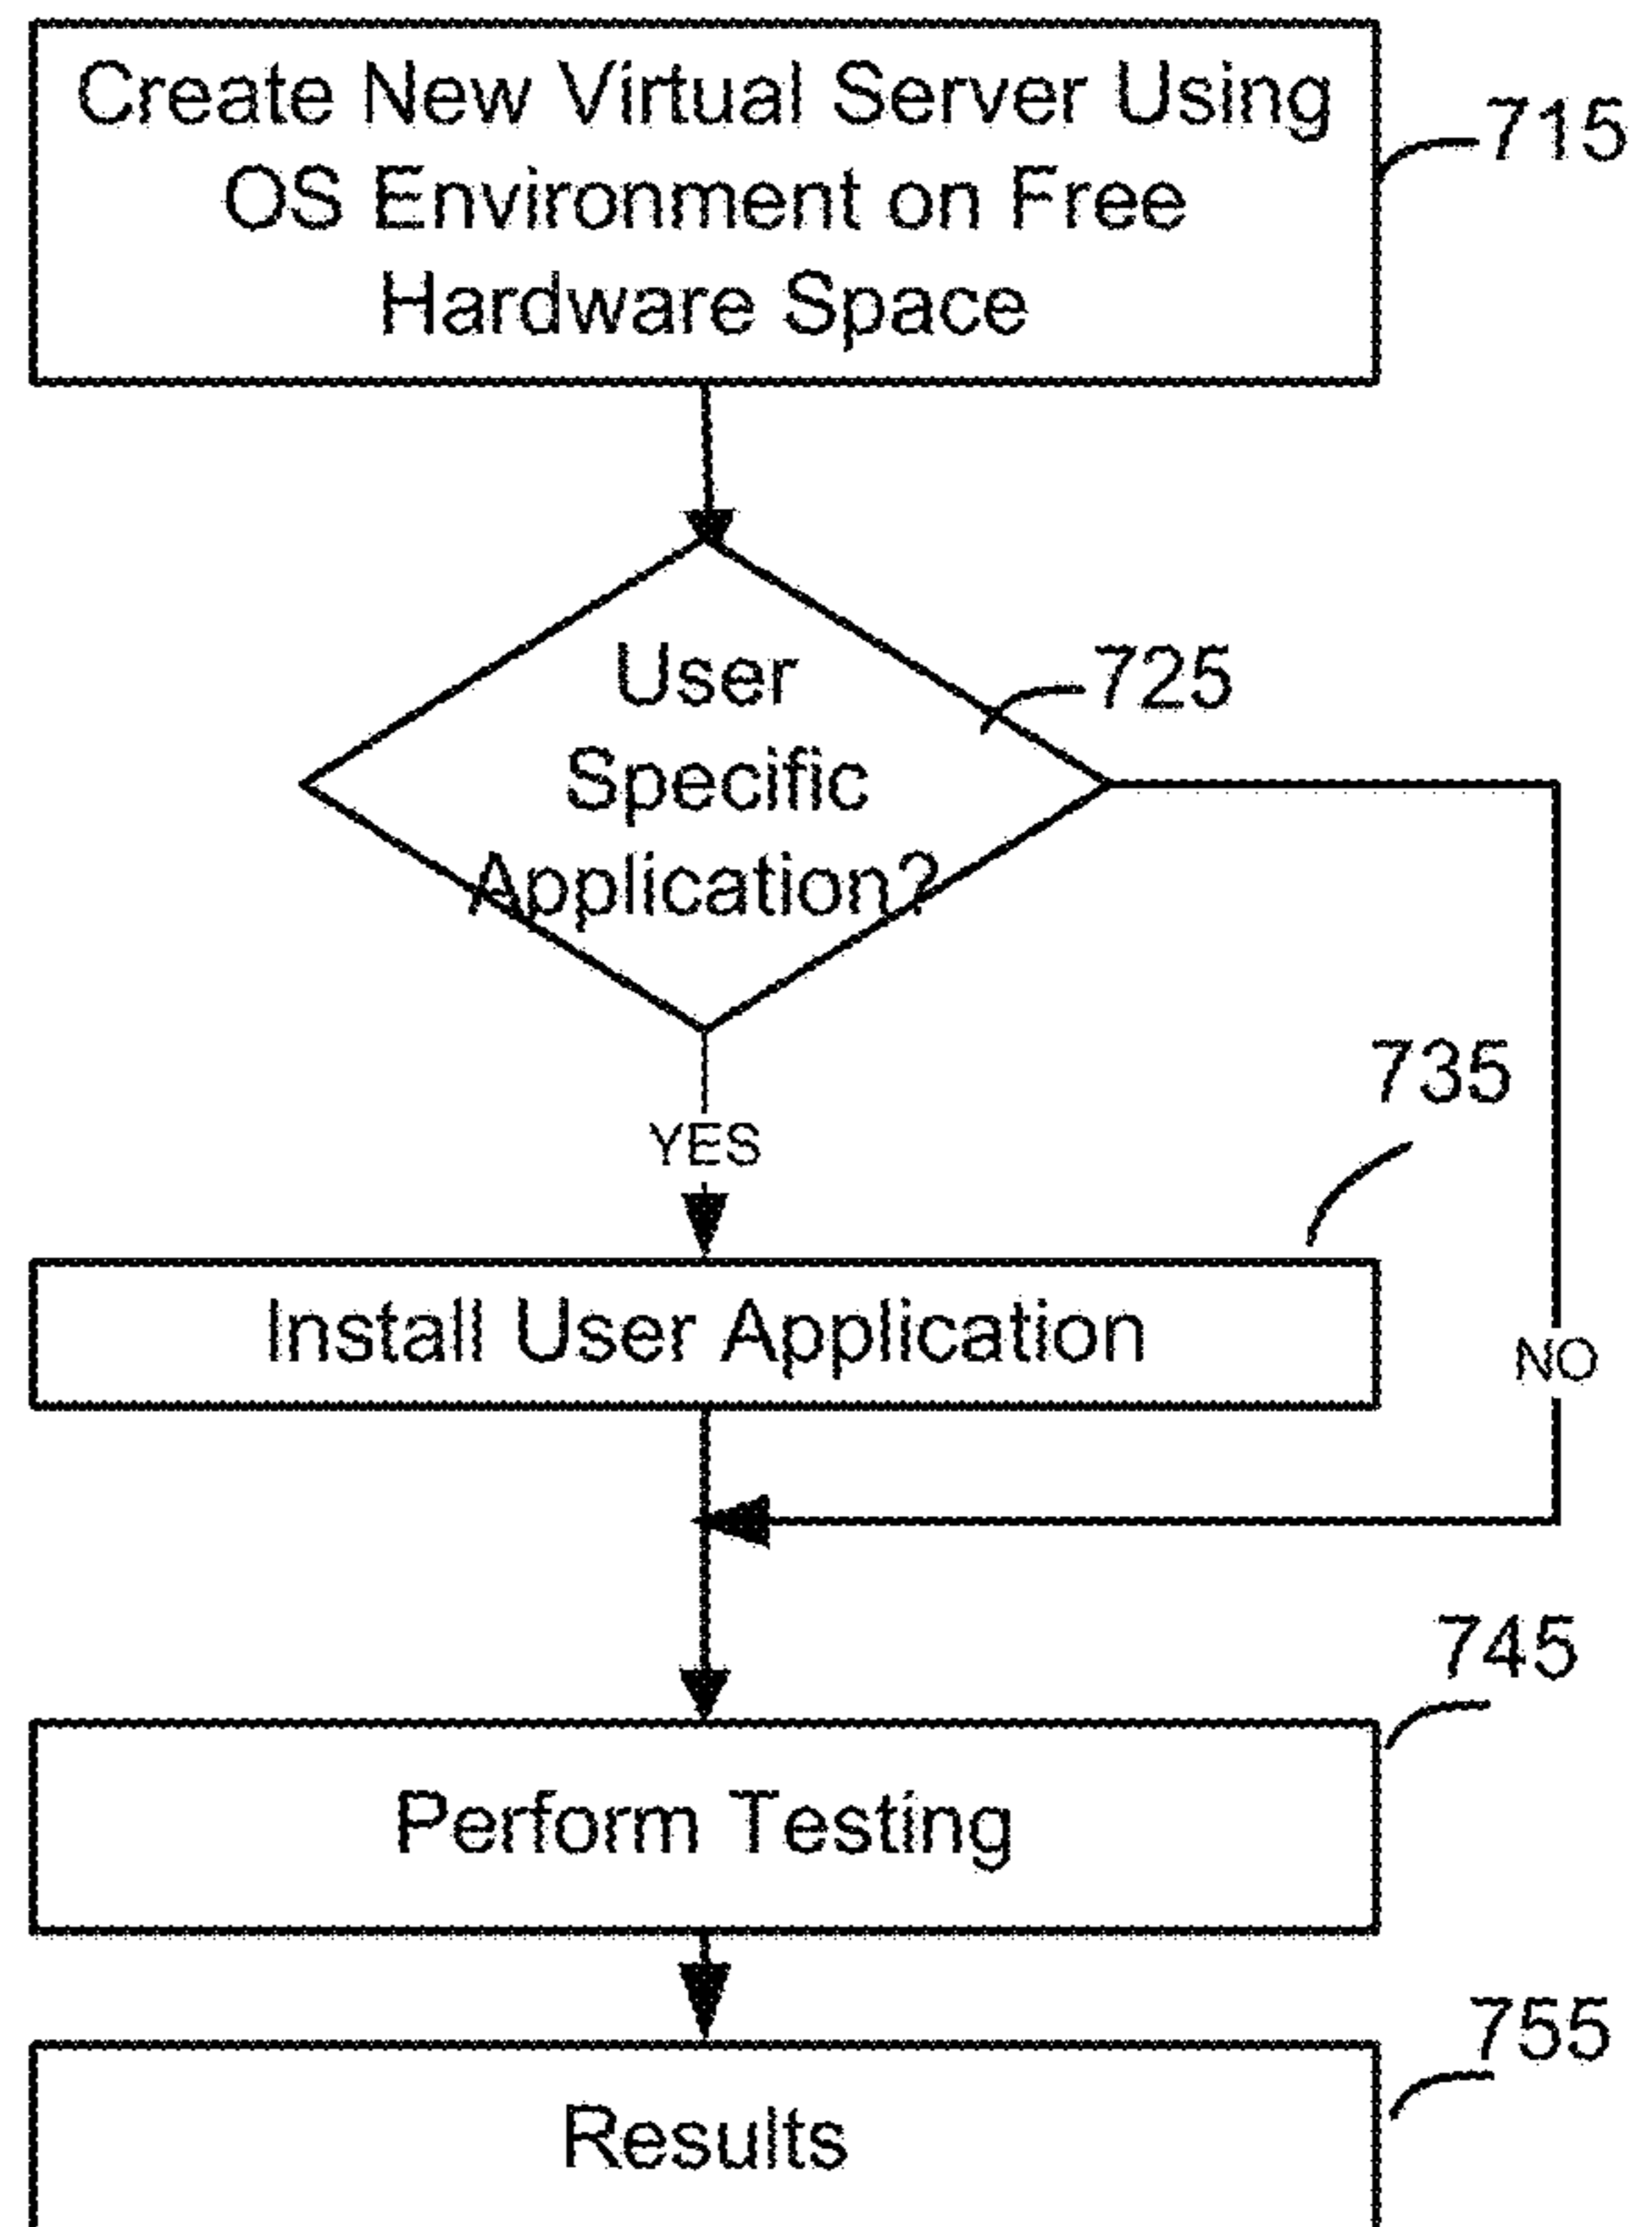 Create New Virtual Server Using
OS Environment on Free
Hardware Space
715
User
Specific
Application?
725
YES
735
Install User Application
NO
745
Perform Testing
755
Results